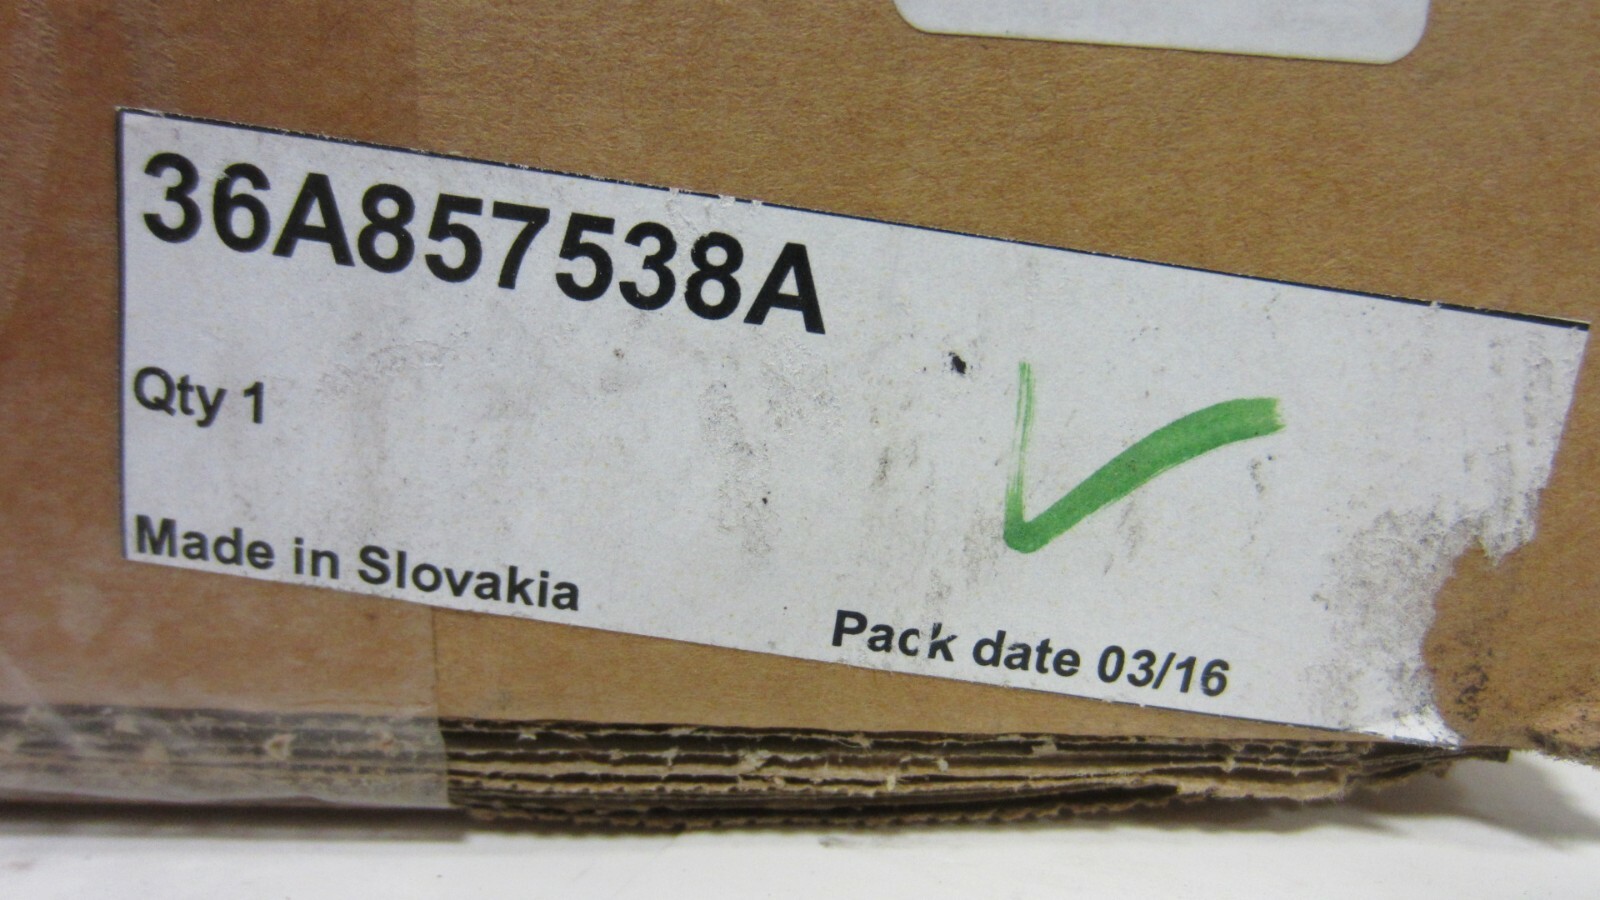 36A857538A
Qty 1
Made in Slovakia
Pack date 03/16